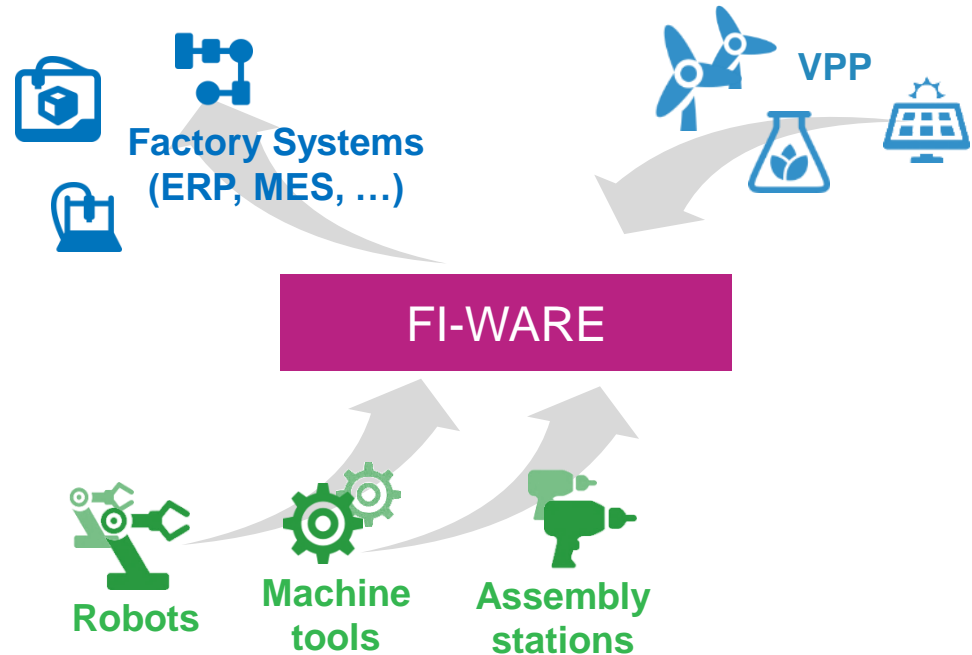 VPP
Factory Systems
(ERP, MES, …)
FI-WARE
Robots
Machine
tools
Assembly
stations